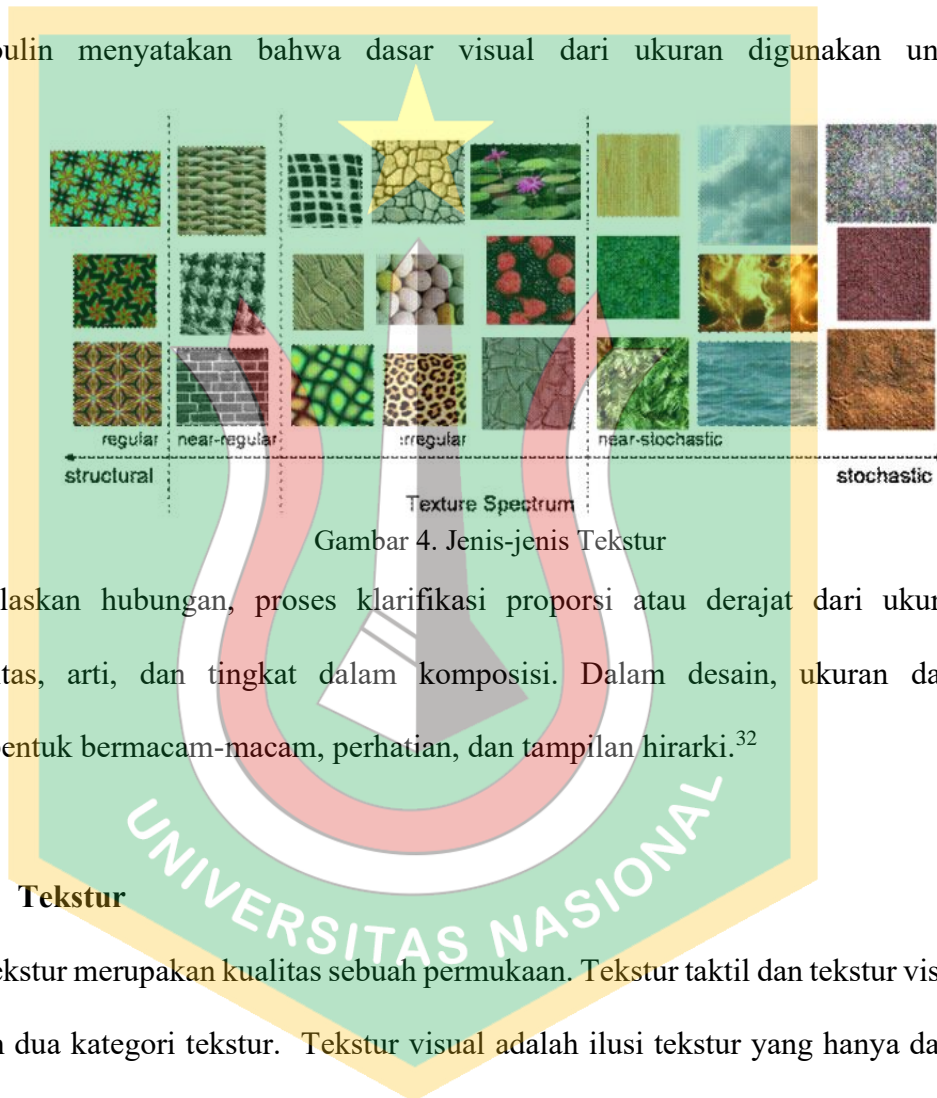 ulin menyatakan bahwa dasar visual dari ukuran digunakan un
regular near-regular irregular near-stochastic
structural stochastic
Texture Spectrum
Gambar 4. Jenis-jenis Tekstur
laskan hubungan, proses klarifikasi proporsi atau derajat dari ukur
itas, arti, dan tingkat dalam komposisi. Dalam desain, ukuran da
bentuk bermacam-macam, perhatian, dan tampilan hirarki.32
UNIVERSITAS NASIONAL
Tekstur
ekstur merupakan kualitas sebuah permukaan. Tekstur taktil dan tekstur vis
n dua kategori tekstur. Tekstur visual adalah ilusi tekstur yang hanya da